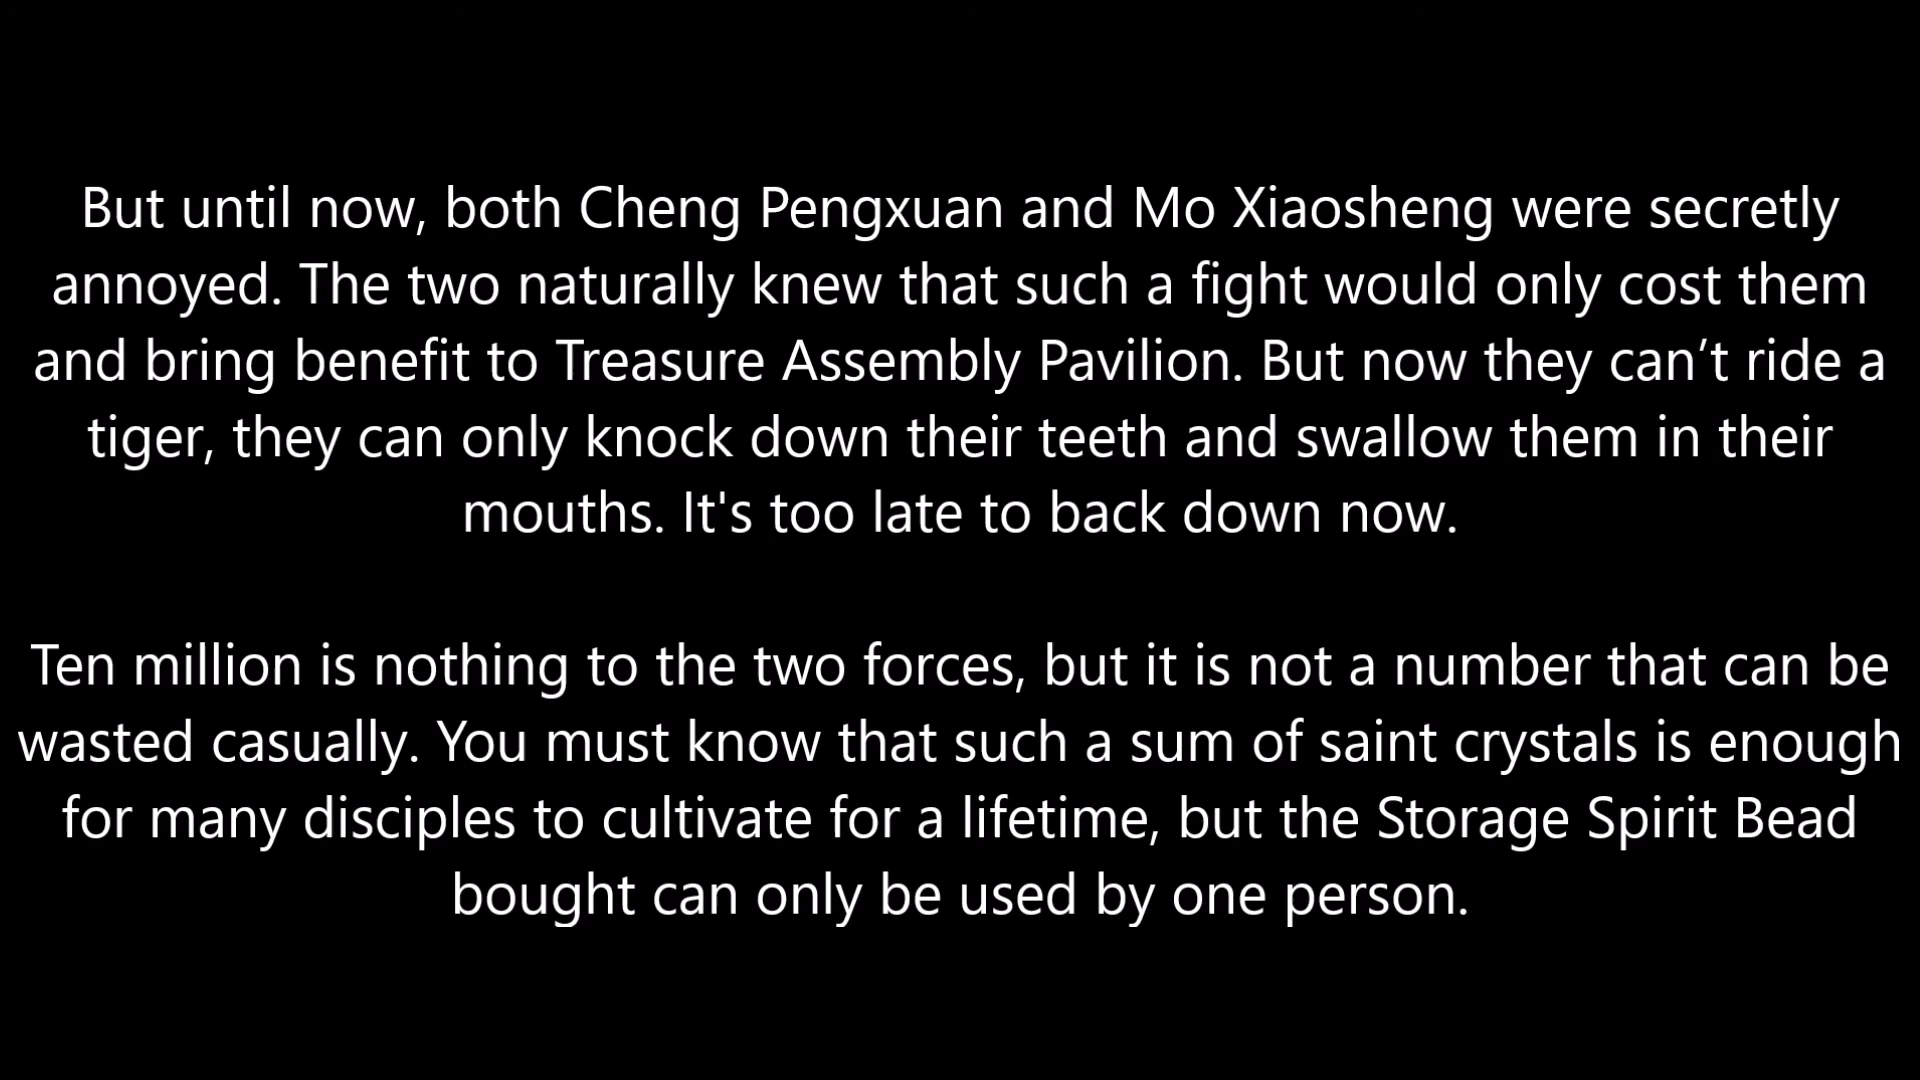 But until now, both Cheng Pengxuan and Mo Xiaosheng were secretly
annoyed. The two naturally knew that such a fight would only cost them
and bring benefit to Treasure Assembly Pavilion. But now they can’t ride a
tiger, they can only knock down their teeth and swallow them in their
mouths. It's too late to back down now.
Ten million is nothing to the two forces, but it is not a number that can be
wasted casually. You must know that such a sum of saint crystals is enough
for many disciples to cultivate for a lifetime, but the Storage Spirit Bead
bought can only be used by one person.